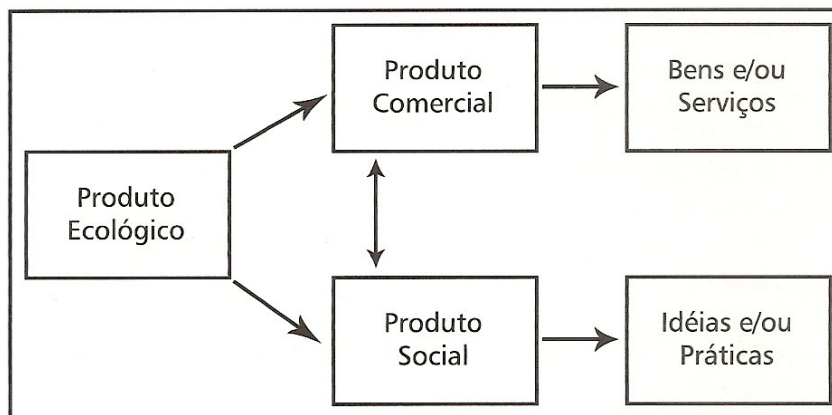 Produto
Comercial
Bens e/ou
Serviços
Produto
Ecológico
Produto
Social
Idéias e/ou
Práticas